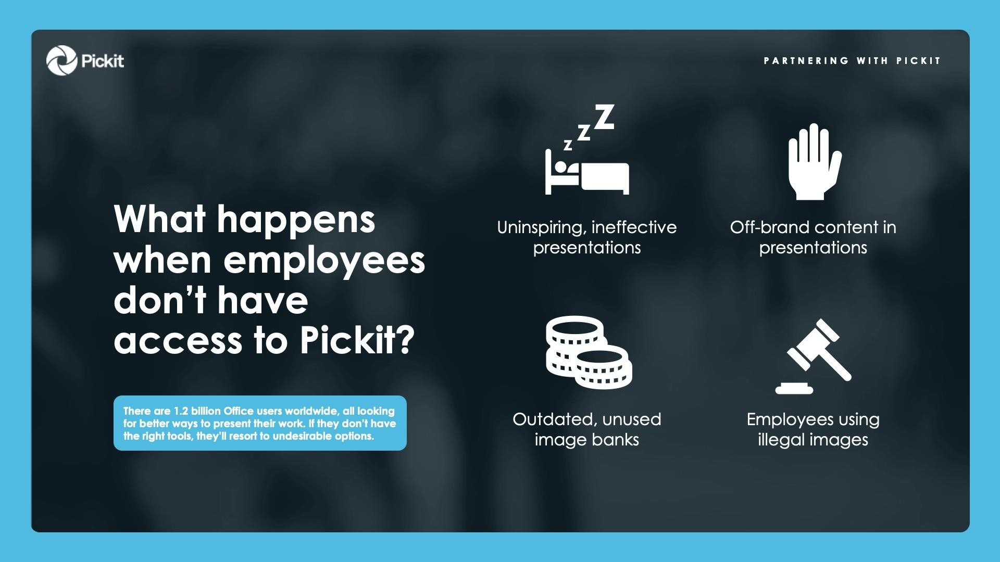 Pickit
PARTNERING WITH PICKIT
What happens
when employees
don’t have
access to Pickit?
There are 1.2 billion Office users worldwide, all looking
for better ways to present their work. If they don’t have
the right tools, they’ll resort to undesirable options.
z z Z
Uninspiring, ineffective
presentations
Off-brand content in
presentations
Outdated, unused
image banks
Employees using
illegal images